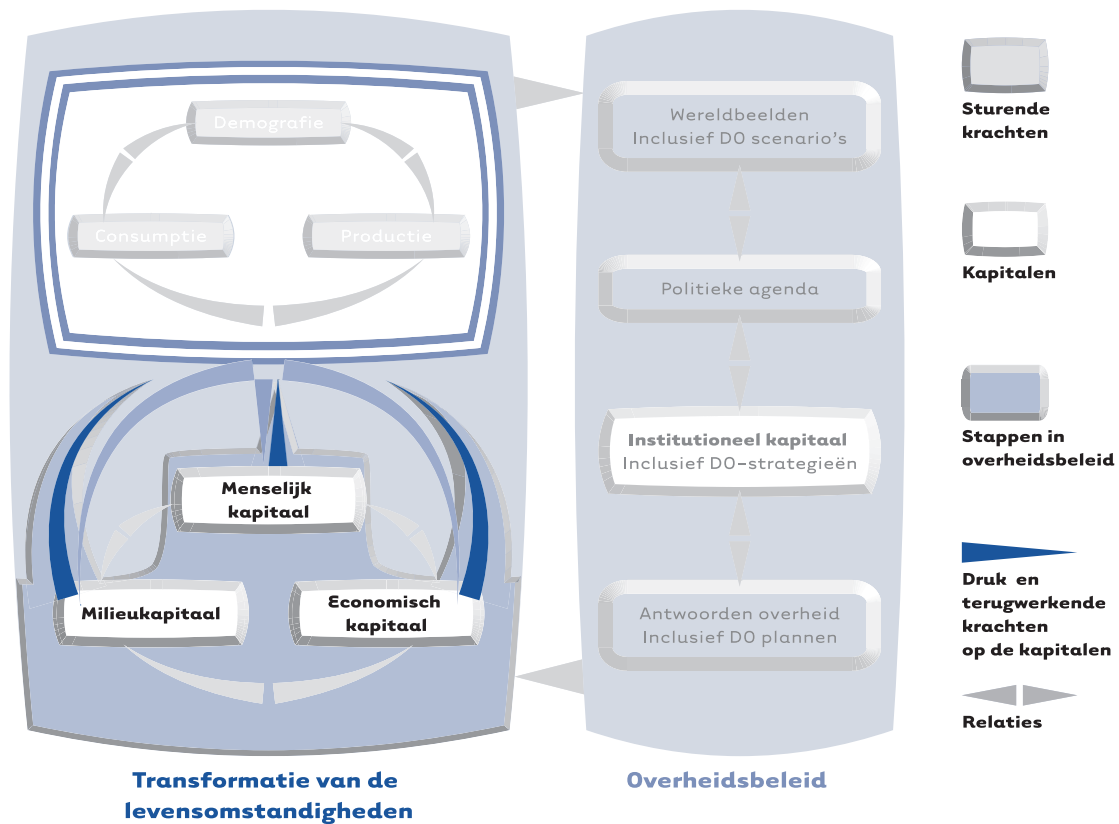 Demografie
Consumptie
Productie
Menselijk
kapitaal
Milieukapitaal
Economisch
kapitaal
Transformatie van de
levensomstandigheden
Wereldbeelden
Inclusief DO scenario's
Politieke agenda
Institutioneel kapitaal
Inclusief DO-strategieën
Antwoorden overheid
Inclusief DO plannen
Overheidsbeleid
Sturende
krachten
Kapitalen
Stappen in
overheidsbeleid
Druk en
terugwerkende
krachten
op de kapitalen
Relaties